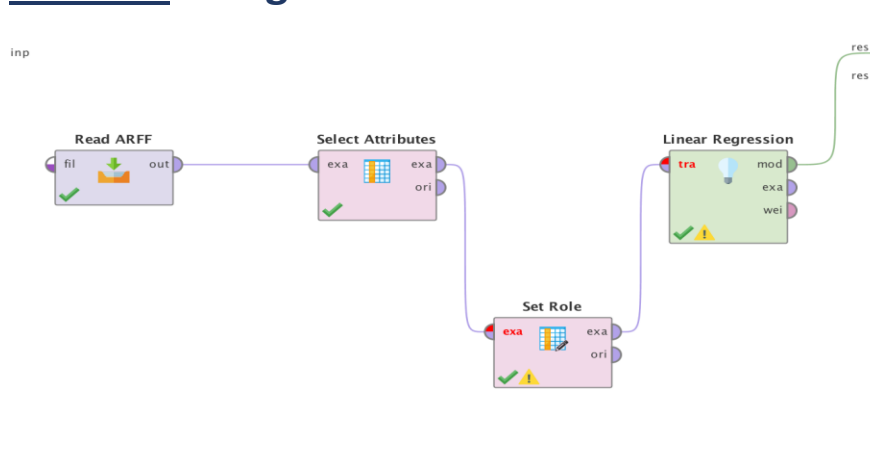 inp
res
res
Read ARFF
fil out
Select Attributes
exa exa
ori
Linear Regression
tra mod
exa
wei
Set Role
exa exa
ori